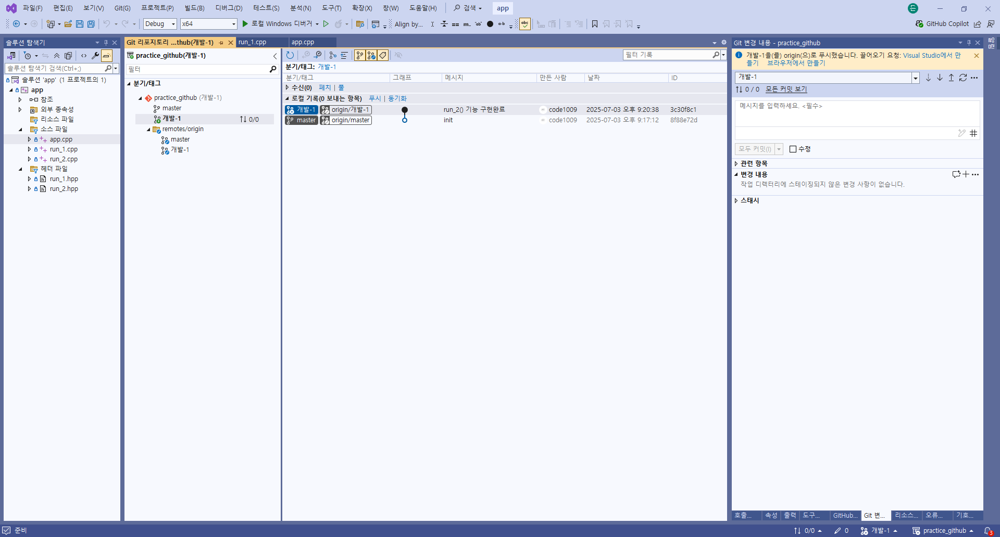 파일(F) 편집(E) 보기(V) Git(G) 프로젝트(P) 빌드(B) 디버그(D) 테스트(S) 분석(N) 도구(T) 확장(X) 창(W) 도움말(H) 검색 app
Debug x64 로컬 Windows 디버거 Align by... GitHub Copilot
솔루션 탐색기
솔루션 탐색기 검색(Ctrl+;)
솔루션 'app' (1 프로젝트의 1)
app
참조
외부 종속성
리소스 파일
소스 파일
app.cpp
run_1.cpp
run_2.cpp
헤더 파일
run_1.hpp
run_2.hpp
Git 리포지토리 ...thub(개발-1) run_1.cpp app.cpp
practice_github(개발-1)
필터
분기/태그
practice_github (개발-1)
master
개발-1 0/0
remotes/origin
master
개발-1
필터 기록
분기/태그: 개발-1
분기/태그 그래프 메시지 만든 사람 날짜 ID
수신(0) 페치 | 풀
로컬 기록(0 보내는 항목) 푸시 | 동기화
개발-1 origin/개발-1 run_2() 기능 구현완료 code1009 2025-07-03 오후 9:20:38 3c30f8c1
master origin/master init code1009 2025-07-03 오후 9:17:12 8f88e72d
Git 변경 내용 - practice_github
개발-1을(를) origin(으)로 푸시했습니다. 끌어오기 요청: Visual Studio에서 만
들기 브라우저에서 만들기
개발-1
0 / 0 모든 커밋 보기
메시지를 입력하세요. <필수>
모두 커밋(I) 수정
관련 항목
변경 내용
작업 디렉터리에 스테이징되지 않은 변경 사항이 없습니다.
스태시
알림
호출... 속성 출력 도구... GitHub... Git 변... 리소스... 오류... 기호...
준비 0/0 0 개발-1 practice_github 3